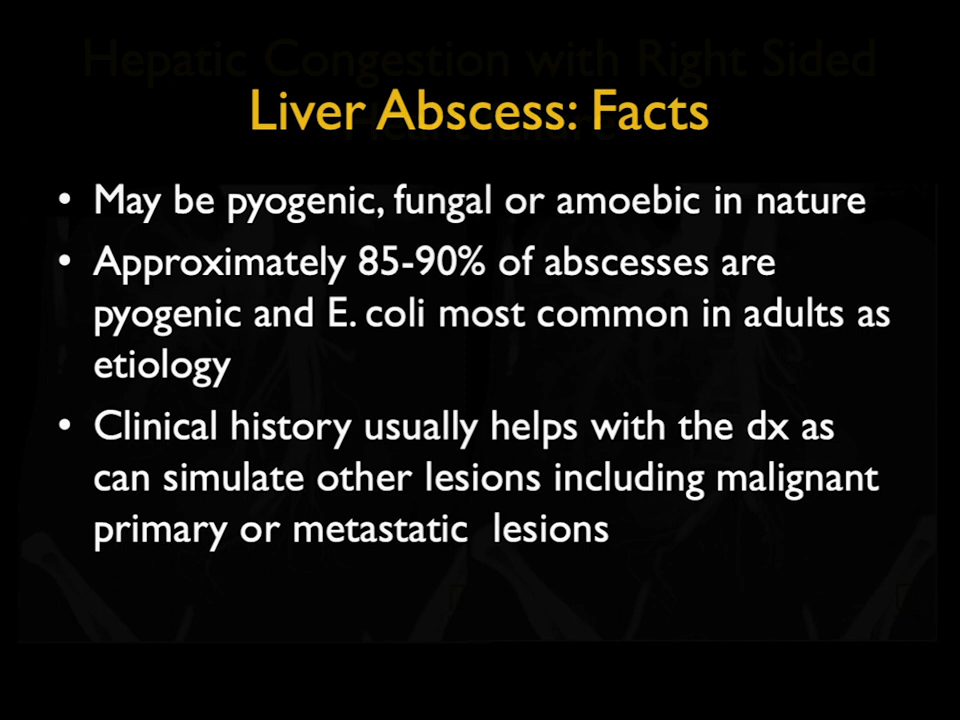 Hepatic Congestion with Right Sided
Liver Abscess: Facts
• May be pyogenic, fungal or amoebic in nature
• Approximately 85-90% of abscesses are
pyogenic and E. coli most common in adults as
etiology
• Clinical history usually helps with the dx as
can simulate other lesions including malignant
primary or metastatic lesions